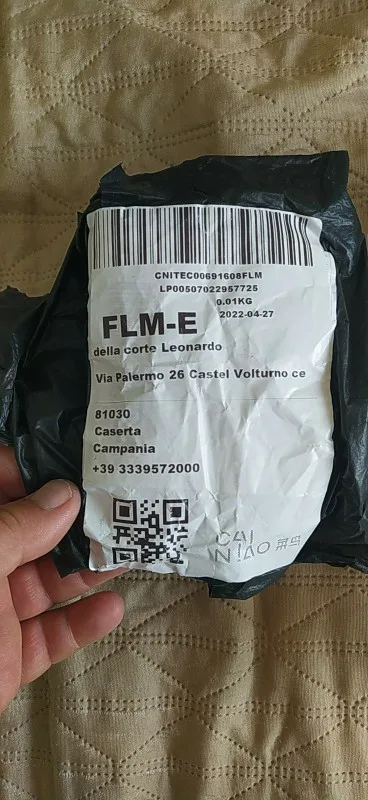 CNITEC00691608FLM
LP00507022957725
0.01KG
2022-04-27
FLM-E
della corte Leonardo
Via Palermo 26 Castel Volturno ce
81030
Caserta
Campania
+39 3339572000
CAI
NIAO 菜鸟